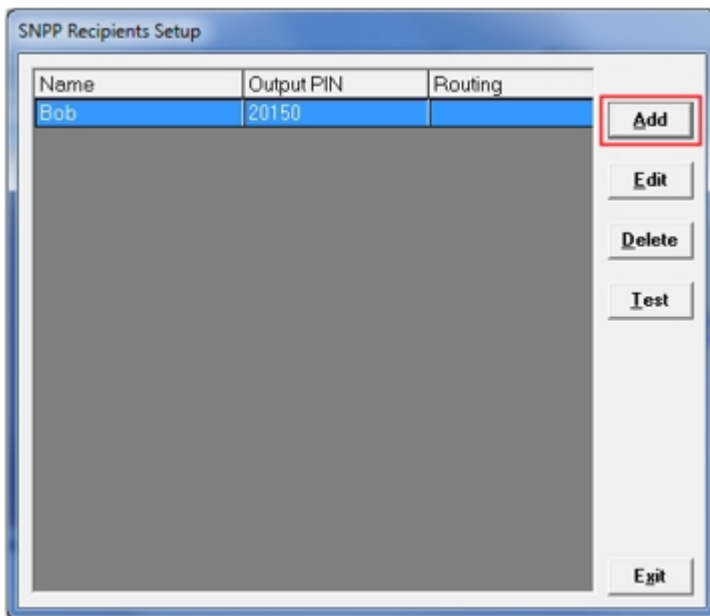 SNPP Recipients Setup
Name Output PIN Routing
Bob 20150
Add
Edit
Delete
Test
Exit